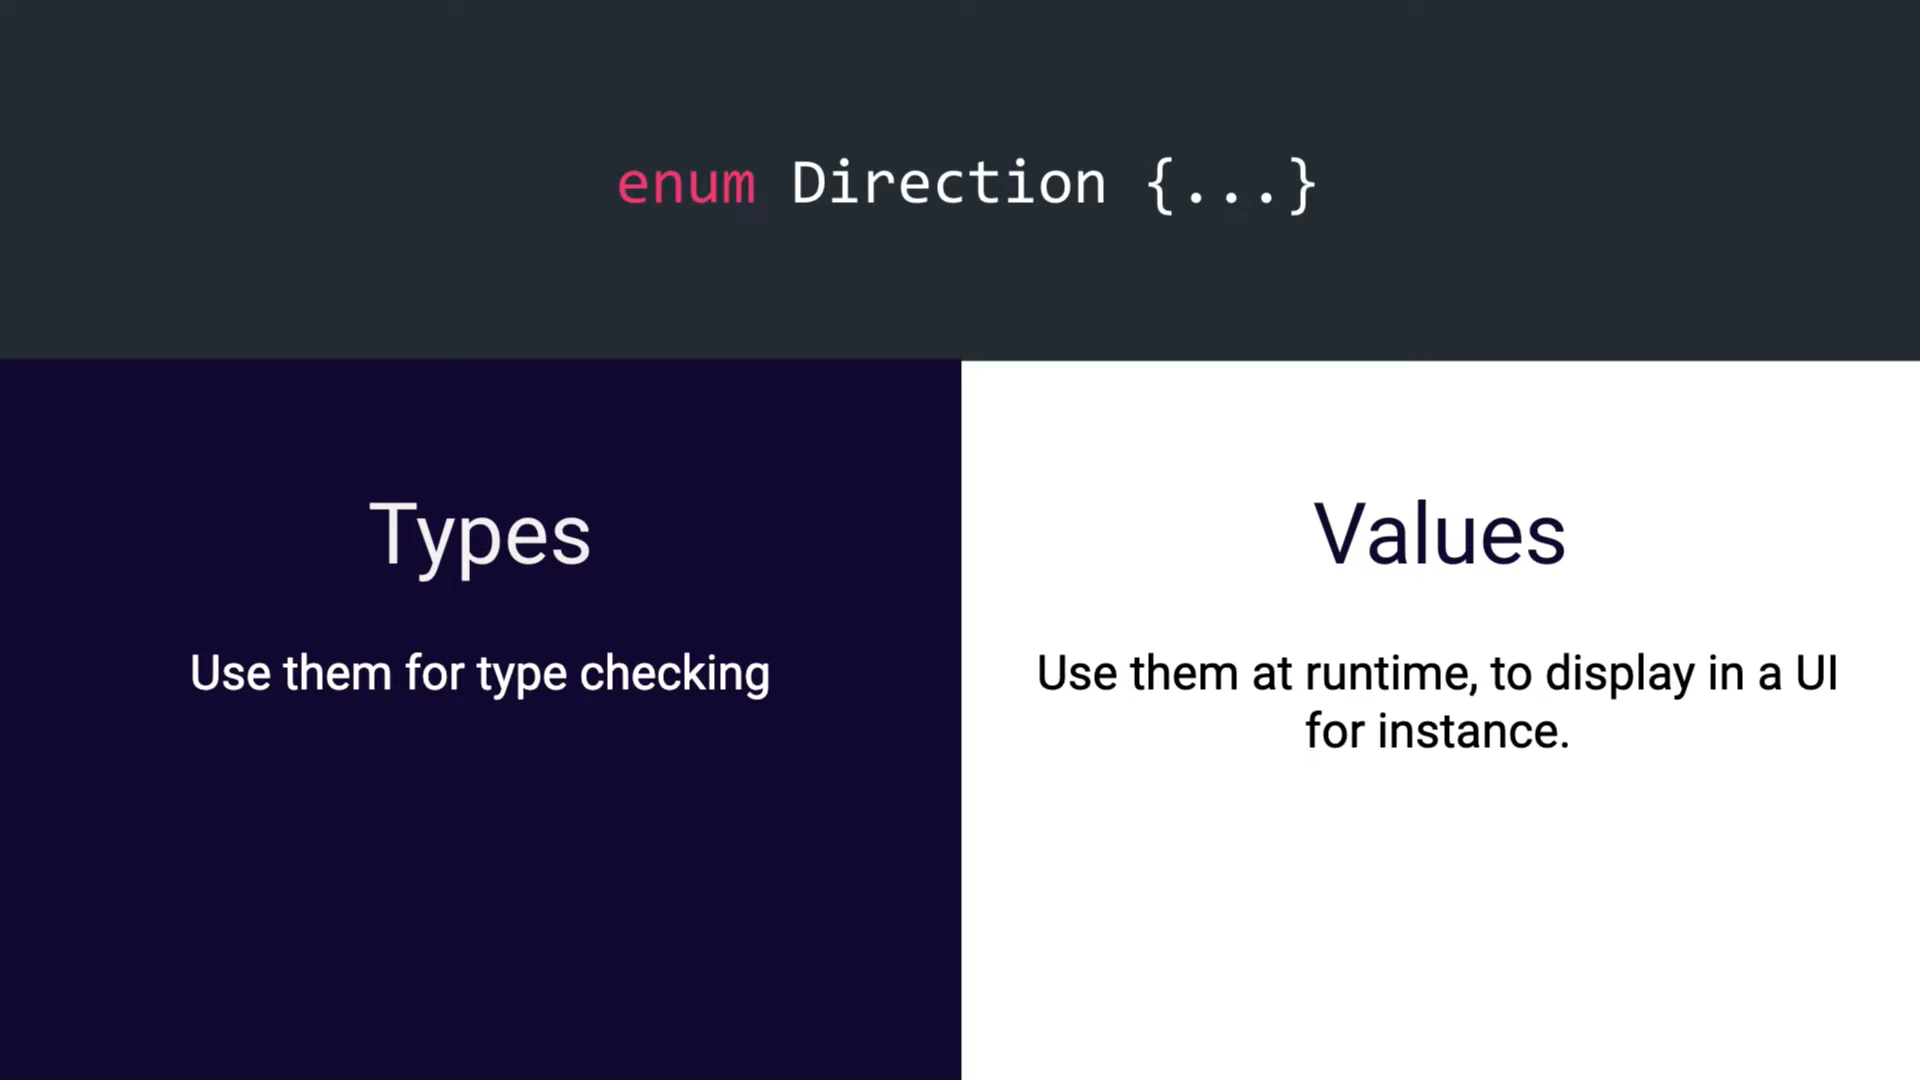 enum Direction {...}
Types
Use them for type checking
Values
Use them at runtime, to display in a UI
for instance.